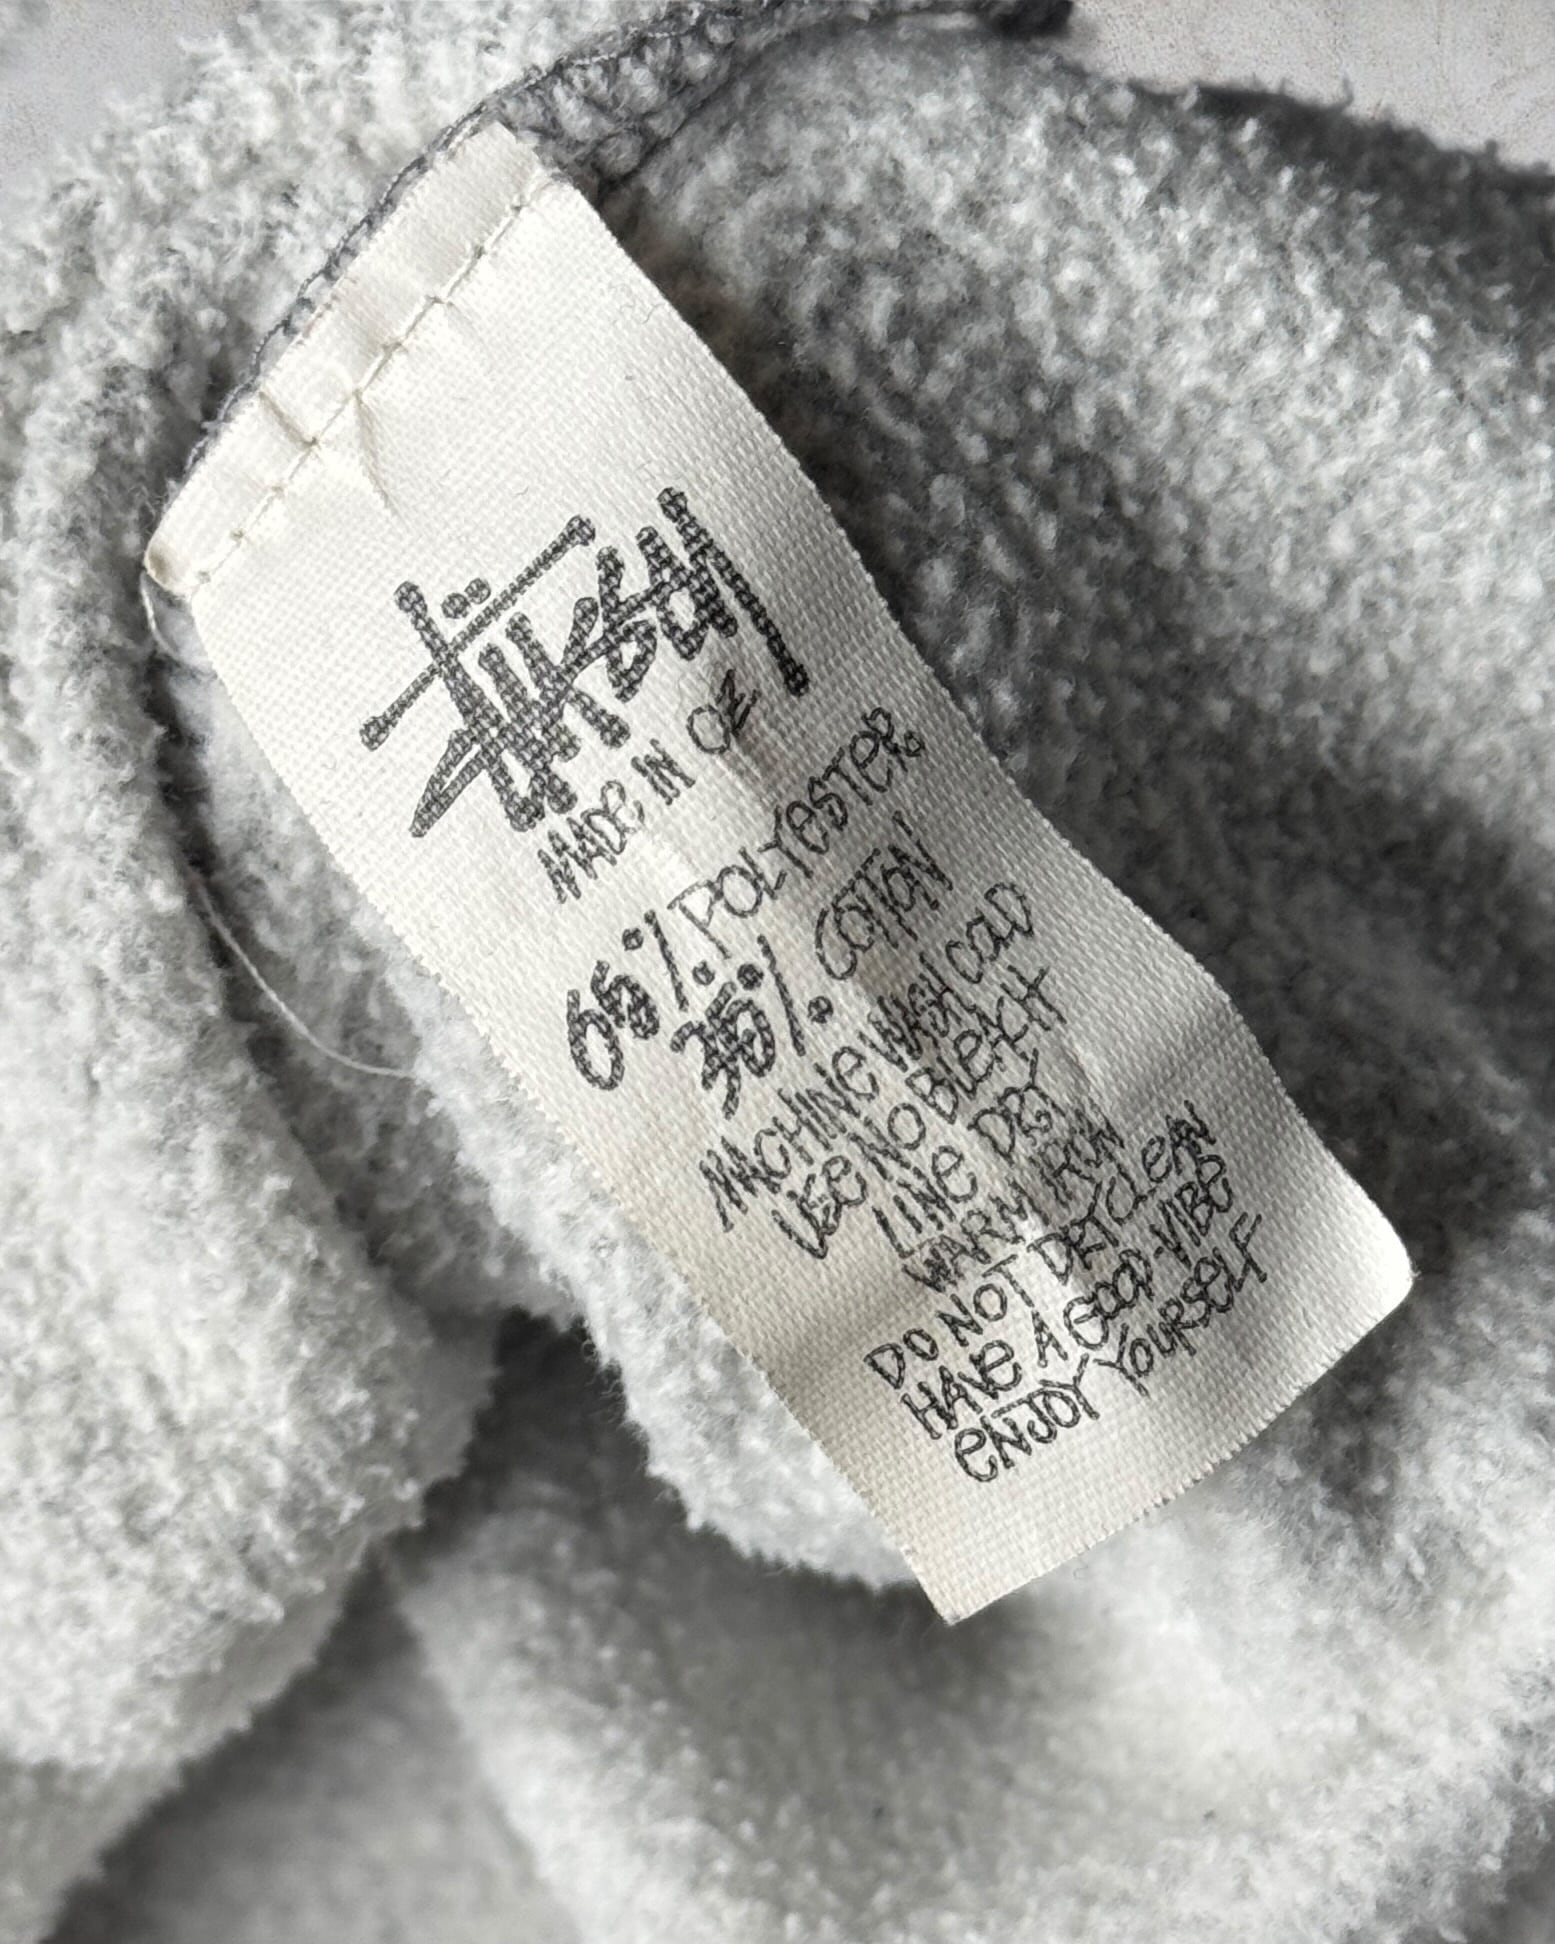 STÜSSY
MADE IN OZ
65% POLYESTER
35% COTTON
MACHINE WASH COLD
USE NO BLEACH
LINE DRY
WARM IRON
DO NOT DRYCLEAN
HAVE A GOOD-VIBE
ENJOY YOURSELF